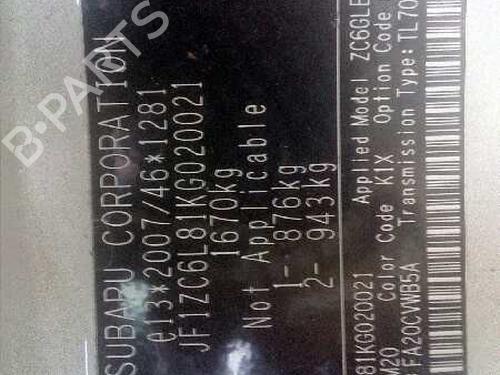 SUBARU CORPORATION
e13*2007/46*1281
JF1ZC6L81KG020021
1670kg
Not Applicable
1- 876kg
2- 943kg
81KG020021 Applied Model ZC6GLE
M20 Color Code K1X Option Code
FA20CVWB5A Transmission Type: TL70
B-PARTS